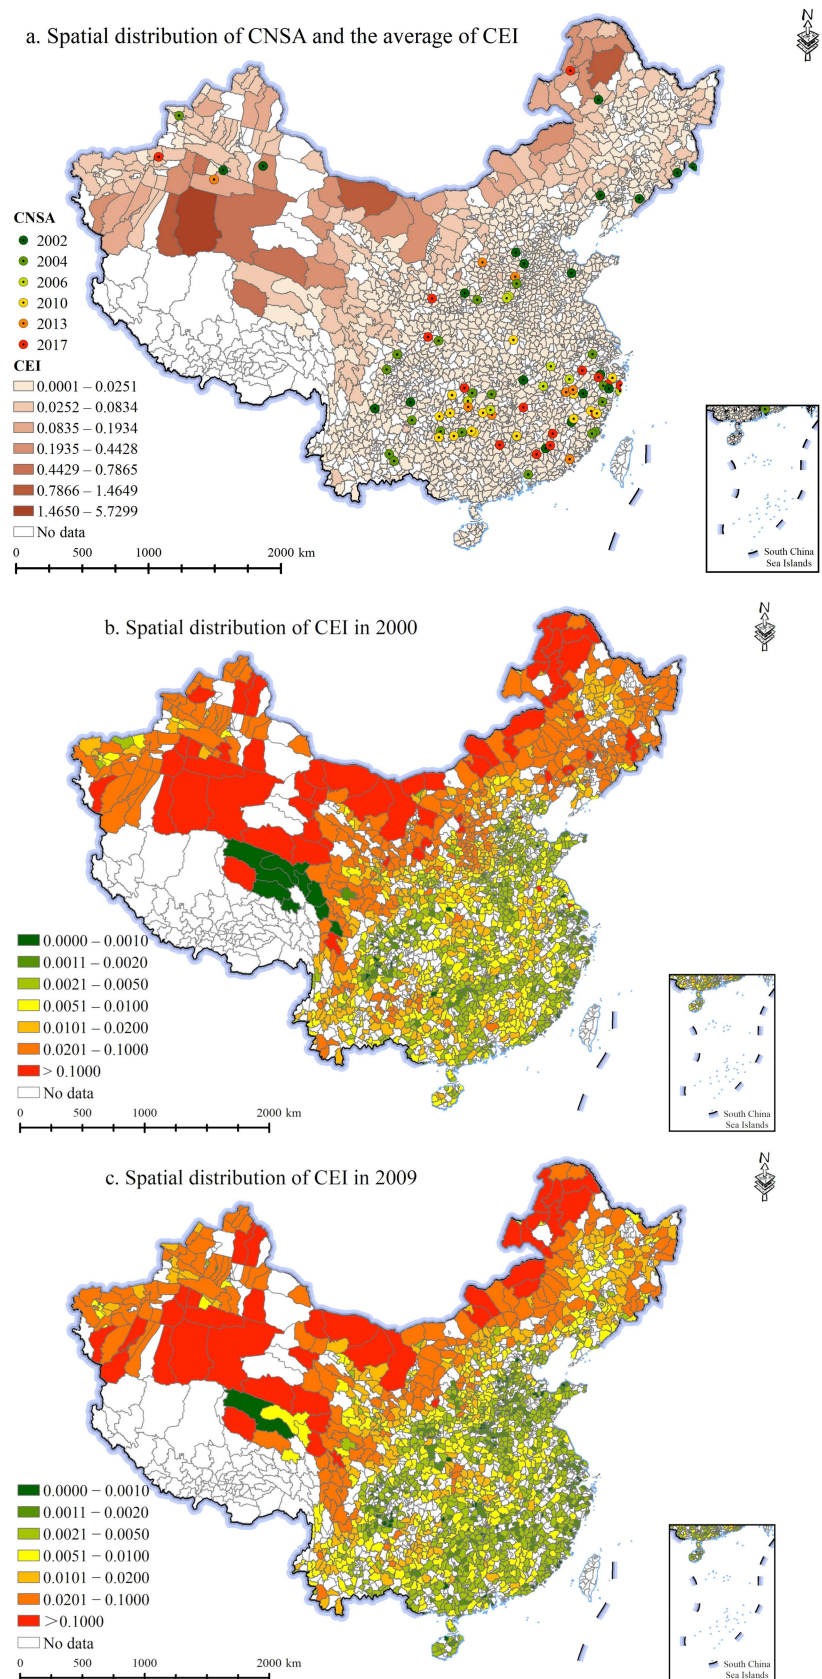 a. Spatial distribution of CNSA and the average of CEI
N
CNSA
2002
2004
2006
2010
2013
2017
CEI
0.0001 – 0.0251
0.0252 – 0.0834
0.0835 – 0.1934
0.1935 – 0.4428
0.4429 – 0.7865
0.7866 – 1.4649
1.4650 – 5.7299
No data
0 500 1000 2000 km
South China
Sea Islands
b. Spatial distribution of CEI in 2000
N
0.0000 – 0.0010
0.0011 – 0.0020
0.0021 – 0.0050
0.0051 – 0.0100
0.0101 – 0.0200
0.0201 – 0.1000
> 0.1000
No data
0 500 1000 2000 km
South China
Sea Islands
c. Spatial distribution of CEI in 2009
N
0.0000 – 0.0010
0.0011 – 0.0020
0.0021 – 0.0050
0.0051 – 0.0100
0.0101 – 0.0200
0.0201 – 0.1000
>0.1000
No data
0 500 1000 2000 km
South China
Sea Islands